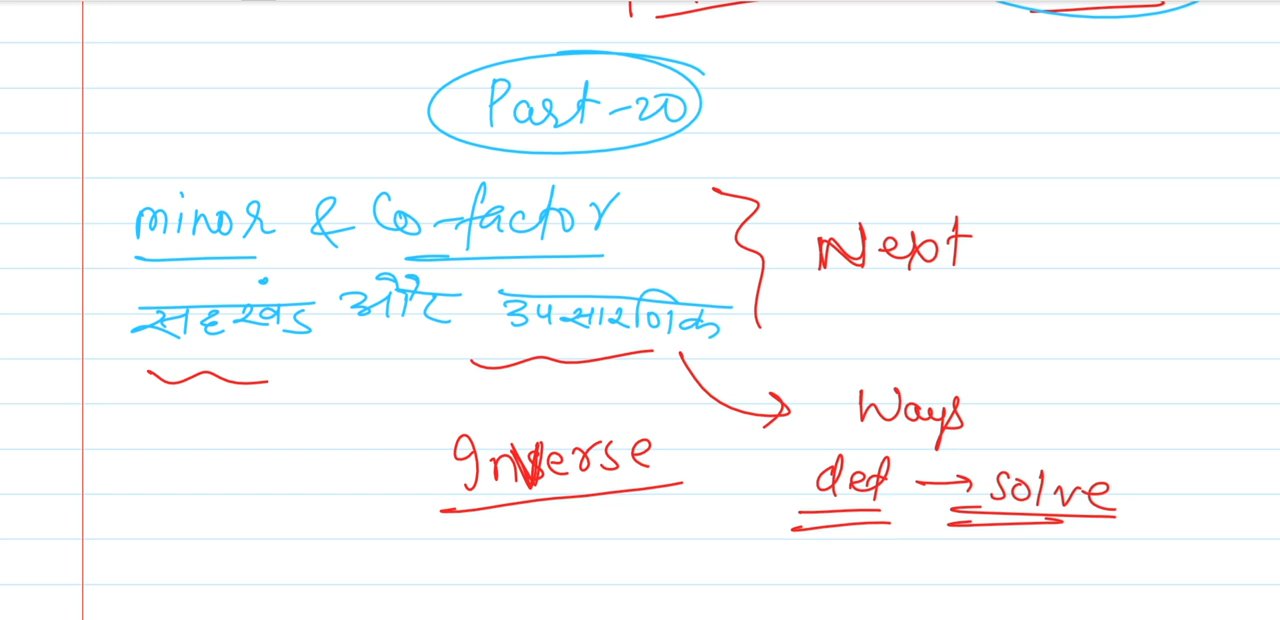 Part-20
minor & Co-factor
Next
सहखंड और उपसारणिक
Ways
Inverse
det → solve